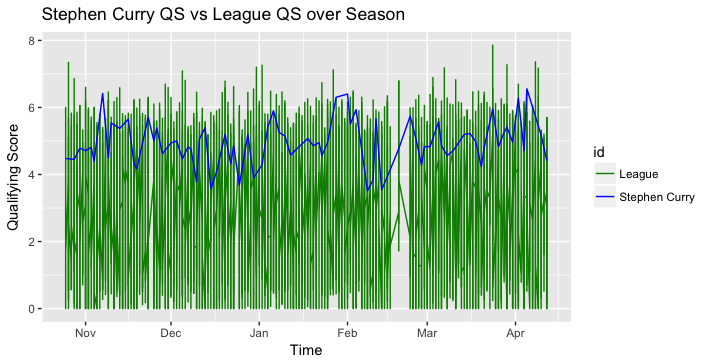 Stephen Curry QS vs League QS over Season
8
6
4
2
0
Qualifying Score
Nov Dec Jan Feb Mar Apr
Time
id
League
Stephen Curry